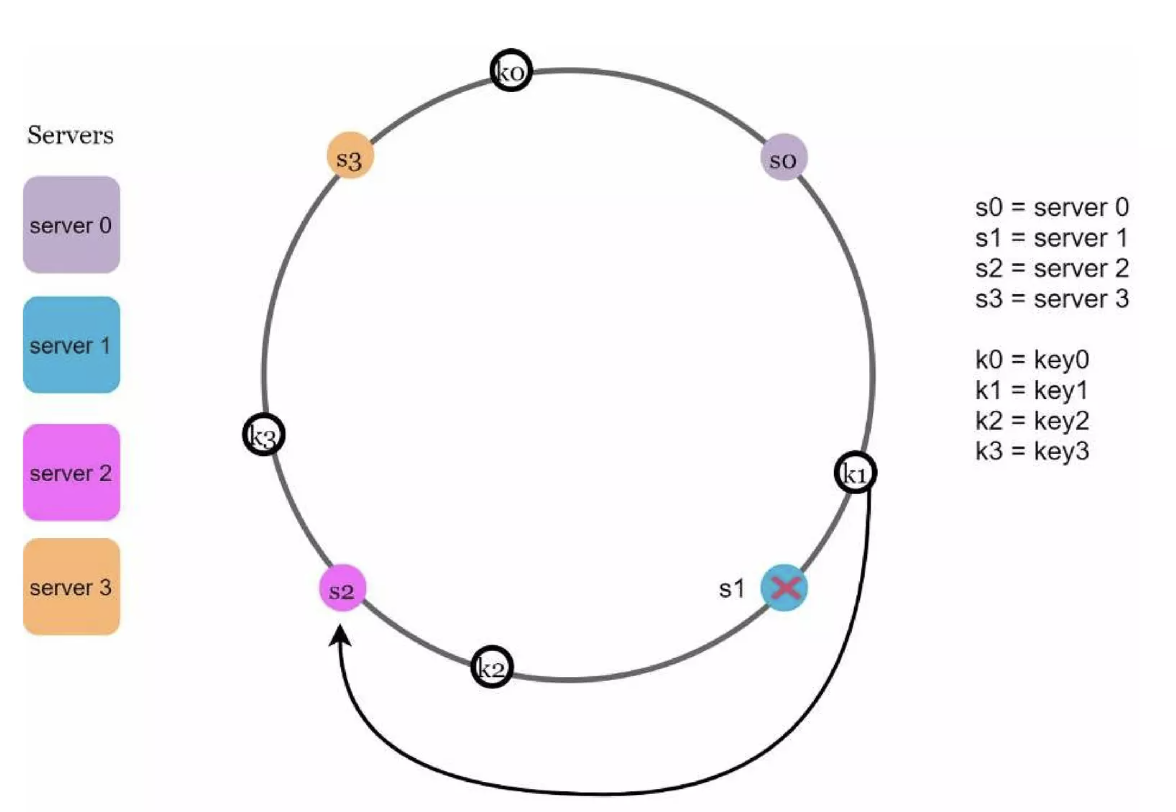 k0
Servers
s3
s0
server 0
s0 = server 0
s1 = server 1
s2 = server 2
s3 = server 3
server 1
k0 = key0
k1 = key1
k2 = key2
k3 = key3
k3
k1
server 2
server 3
s2
s1
k2